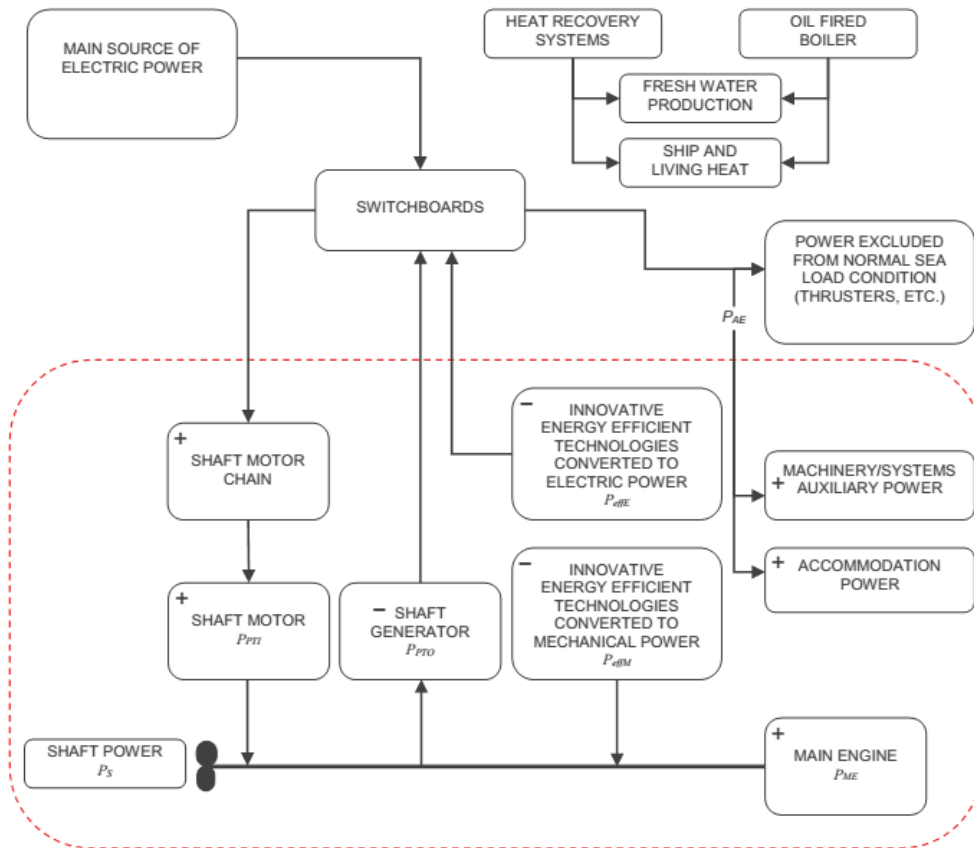 MAIN SOURCE OF
ELECTRIC POWER
HEAT RECOVERY
SYSTEMS
OIL FIRED
BOILER
FRESH WATER
PRODUCTION
SHIP AND
LIVING HEAT
SWITCHBOARDS
POWER EXCLUDED
FROM NORMAL SEA
LOAD CONDITION
(THRUSTERS, ETC.)
PAE
+
SHAFT MOTOR
CHAIN
−
INNOVATIVE
ENERGY EFFICIENT
TECHNOLOGIES
CONVERTED TO
ELECTRIC POWER
PeffE
+
MACHINERY/SYSTEMS
AUXILIARY POWER
+
ACCOMMODATION
POWER
+
SHAFT MOTOR
PPTI
−
SHAFT
GENERATOR
PPTO
−
INNOVATIVE
ENERGY EFFICIENT
TECHNOLOGIES
CONVERTED TO
MECHANICAL POWER
PeffM
SHAFT POWER
PS
+
MAIN ENGINE
PME